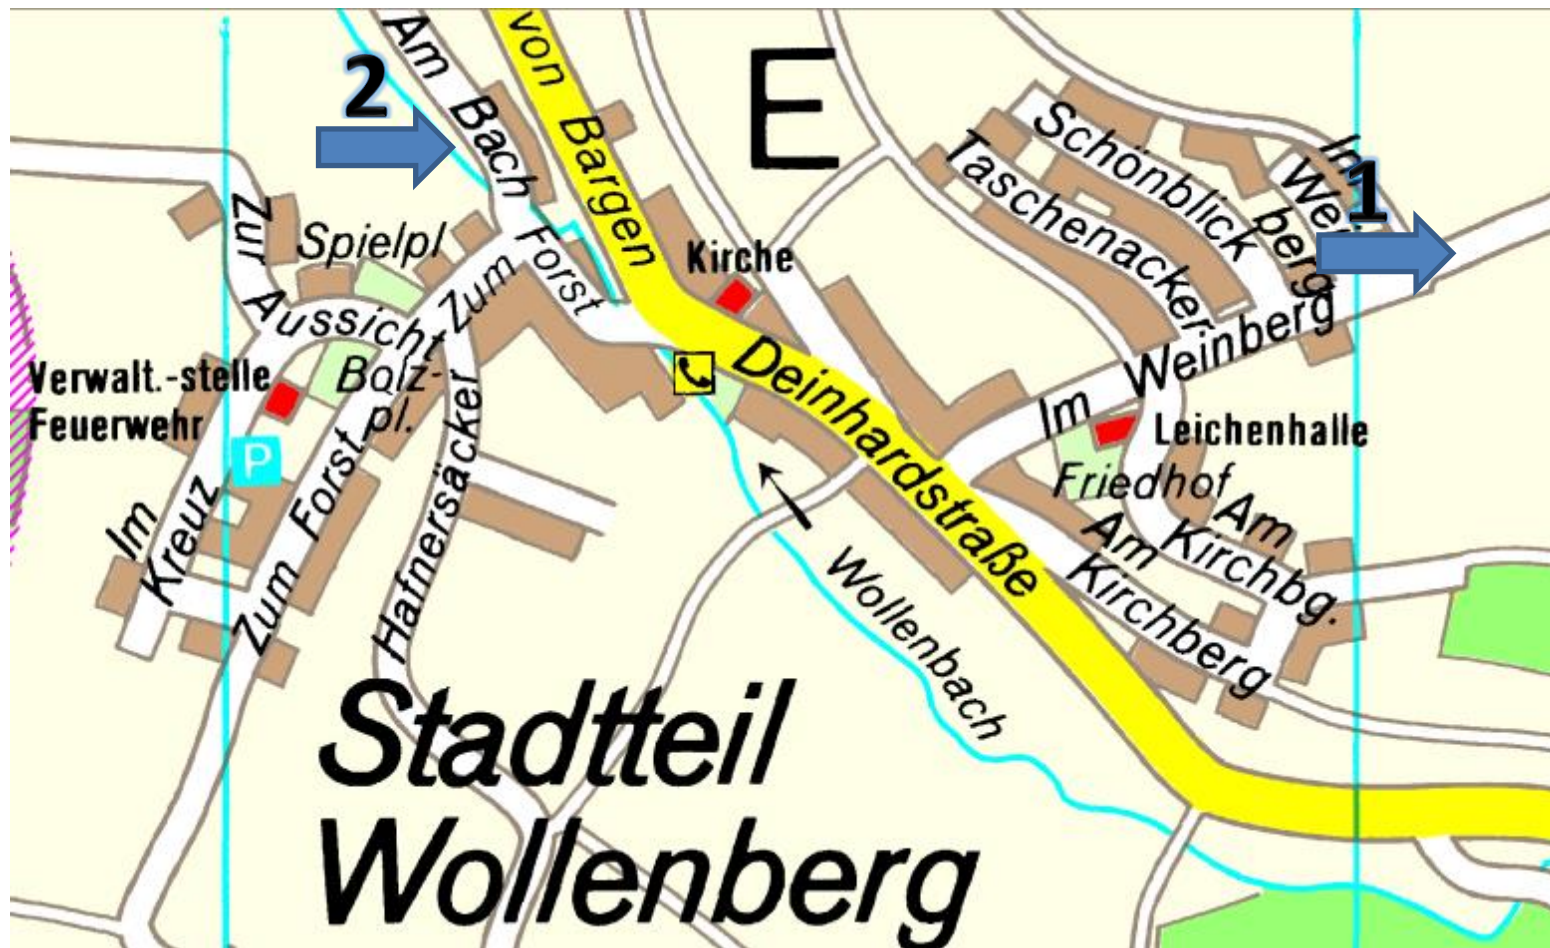 Am Bach
von Bargen
2
E
Schönblick
Im Wei.
1
Taschenacker
berg
Zur Aussicht
Spielpl
Zum Forst
Forst
Kirche
Deinhardstraße
Im Weinberg
Verwalt.-stelle
Feuerwehr
Bolz-
pl.
Leichenhalle
Friedhof
P
Hafnersäcker
Im Kreuz
Zum Forst
Am Kirchberg
Am Kirchbg.
Wollenbach
Stadtteil
Wollenberg